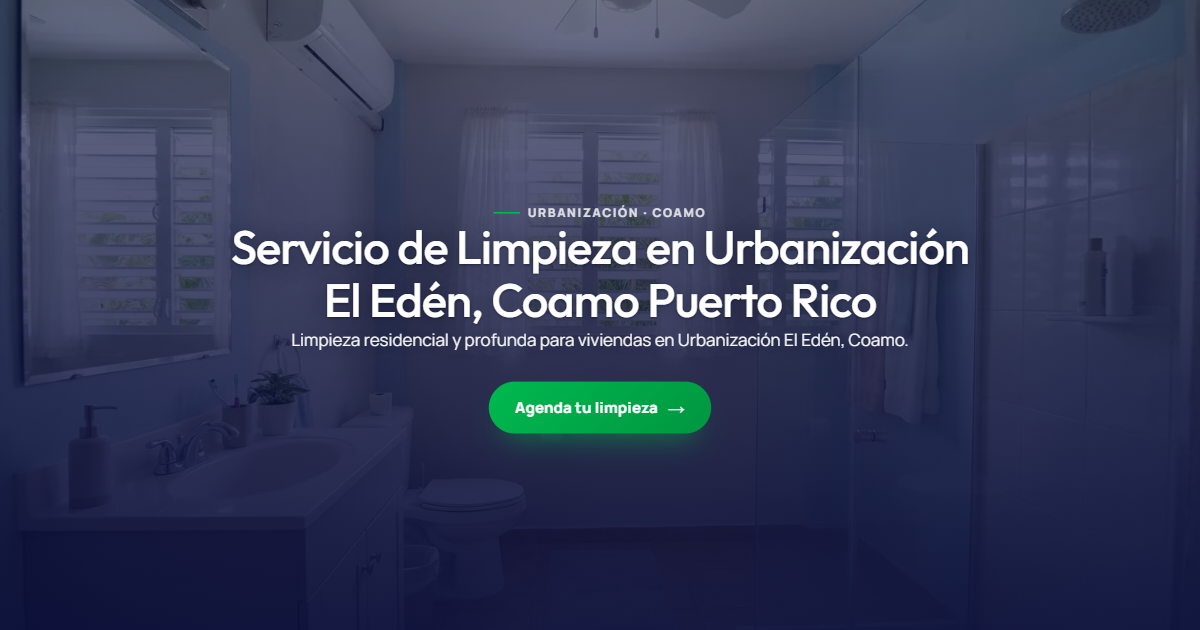 URBANIZACIÓN · COAMO
Servicio de Limpieza en Urbanización
El Edén, Coamo Puerto Rico
Limpieza residencial y profunda para viviendas en Urbanización El Edén, Coamo.
Agenda tu limpieza →